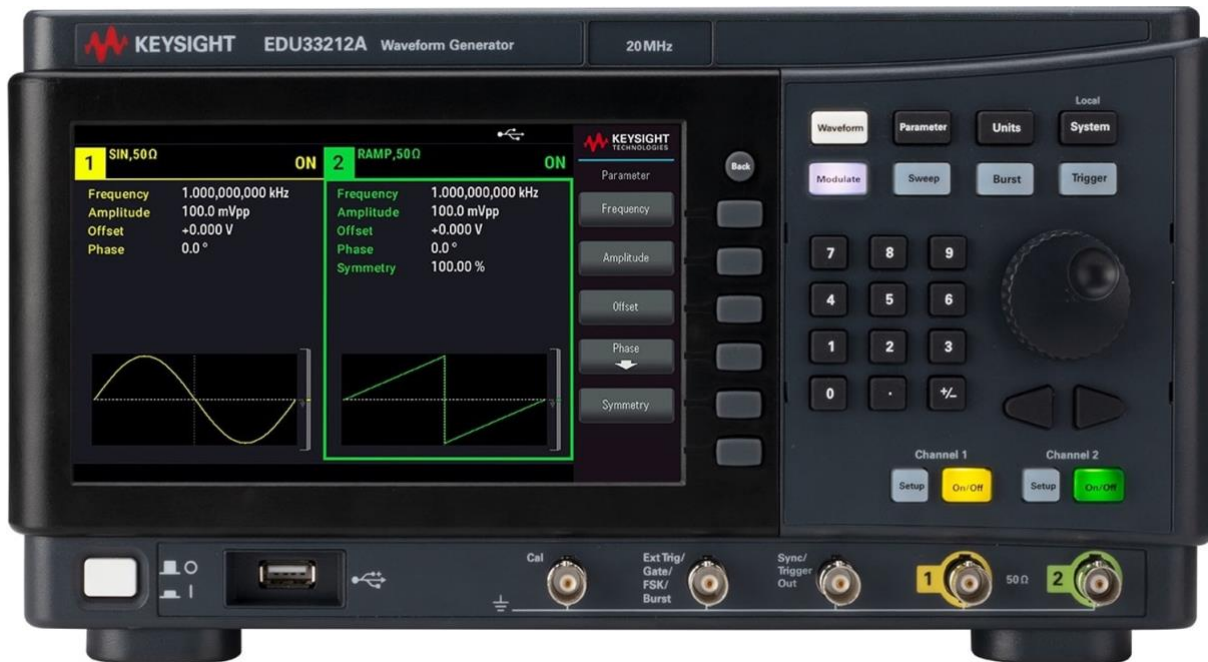 KEYSIGHT EDU33212A Waveform Generator 20 MHz
1 SIN,50Ω ON
Frequency 1.000,000,000 kHz
Amplitude 100.0 mVpp
Offset +0.000 V
Phase 0.0 °
2 RAMP,50Ω ON
Frequency 1.000,000,000 kHz
Amplitude 100.0 mVpp
Offset +0.000 V
Phase 0.0 °
Symmetry 100.00 %
KEYSIGHT
TECHNOLOGIES
Parameter
Frequency
Amplitude
Offset
Phase
Symmetry
Back
Local
Waveform Parameter Units System
Modulate Sweep Burst Trigger
7 8 9
4 5 6
1 2 3
0 . +/-
Channel 1 Channel 2
Setup On/Off Setup On/Off
Cal
Ext Trig/
Gate/
FSK/
Burst
Sync/
Trigger
Out
1 50 Ω 2